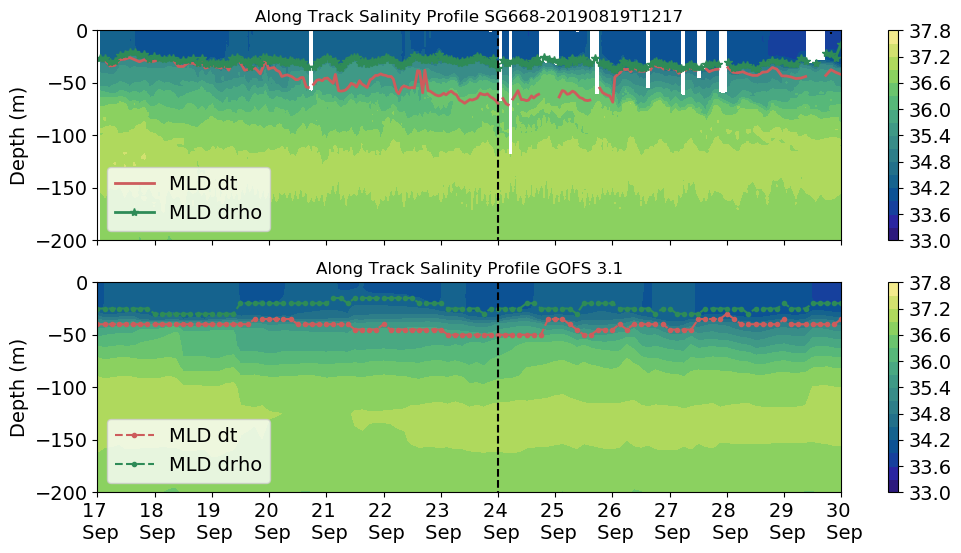 Along Track Salinity Profile SG668-20190819T1217
Depth (m)
0
−50
−100
−150
−200
MLD dt
MLD drho
37.8
37.2
36.6
36.0
35.4
34.8
34.2
33.6
33.0
Along Track Salinity Profile GOFS 3.1
Depth (m)
0
−50
−100
−150
−200
MLD dt
MLD drho
37.8
37.2
36.6
36.0
35.4
34.8
34.2
33.6
33.0
17 18 19 20 21 22 23 24 25 26 27 28 29 30
Sep Sep Sep Sep Sep Sep Sep Sep Sep Sep Sep Sep Sep Sep